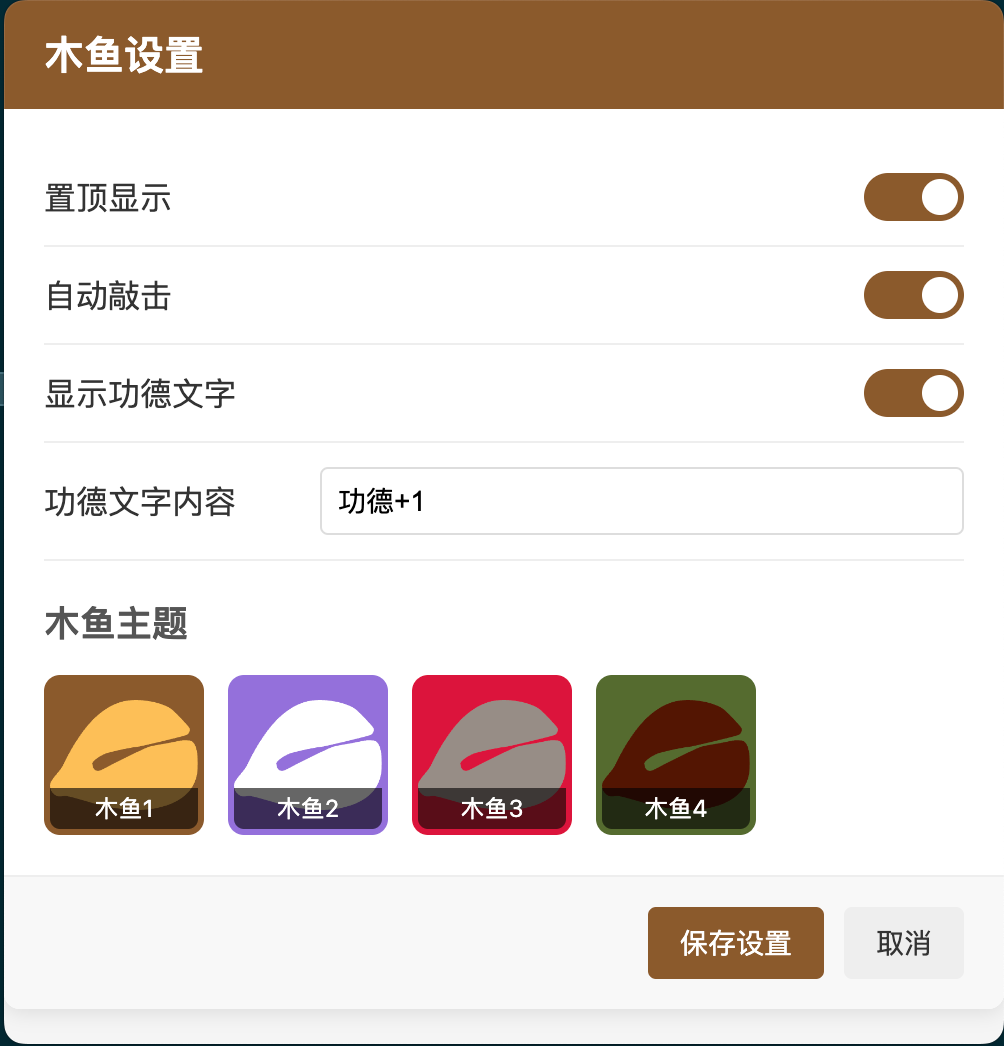 木鱼设置
置顶显示
自动敲击
显示功德文字
功德文字内容 功德+1
木鱼主题
木鱼1 木鱼2 木鱼3 木鱼4
保存设置 取消